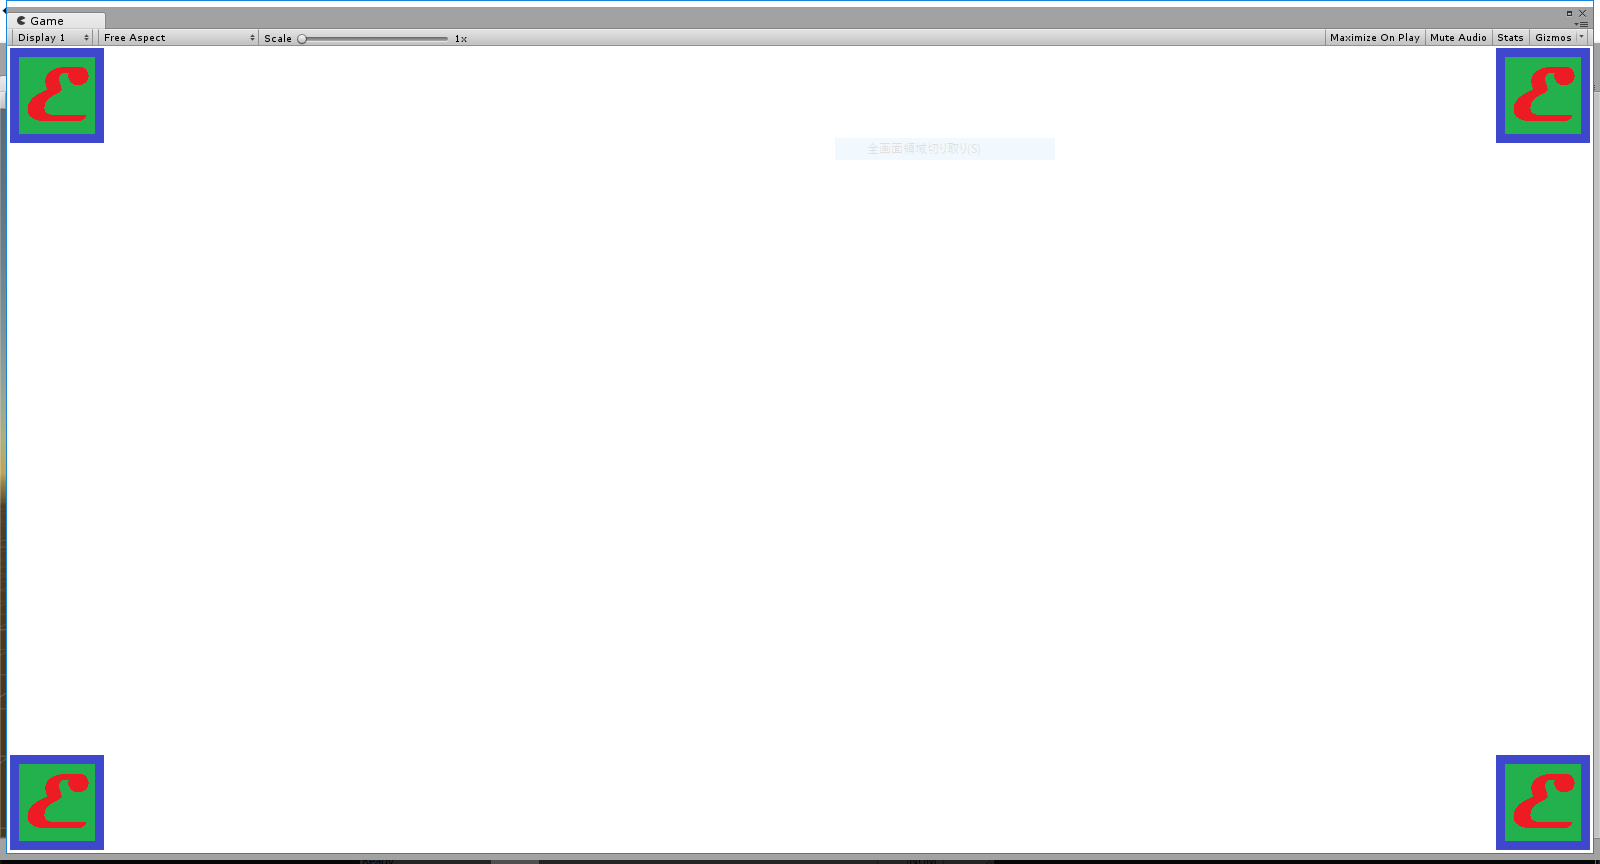 Game
Display 1 Free Aspect Scale 1x Maximize On Play Mute Audio Stats Gizmos
ع ع
全画面領域切り取り(S)
ع ع